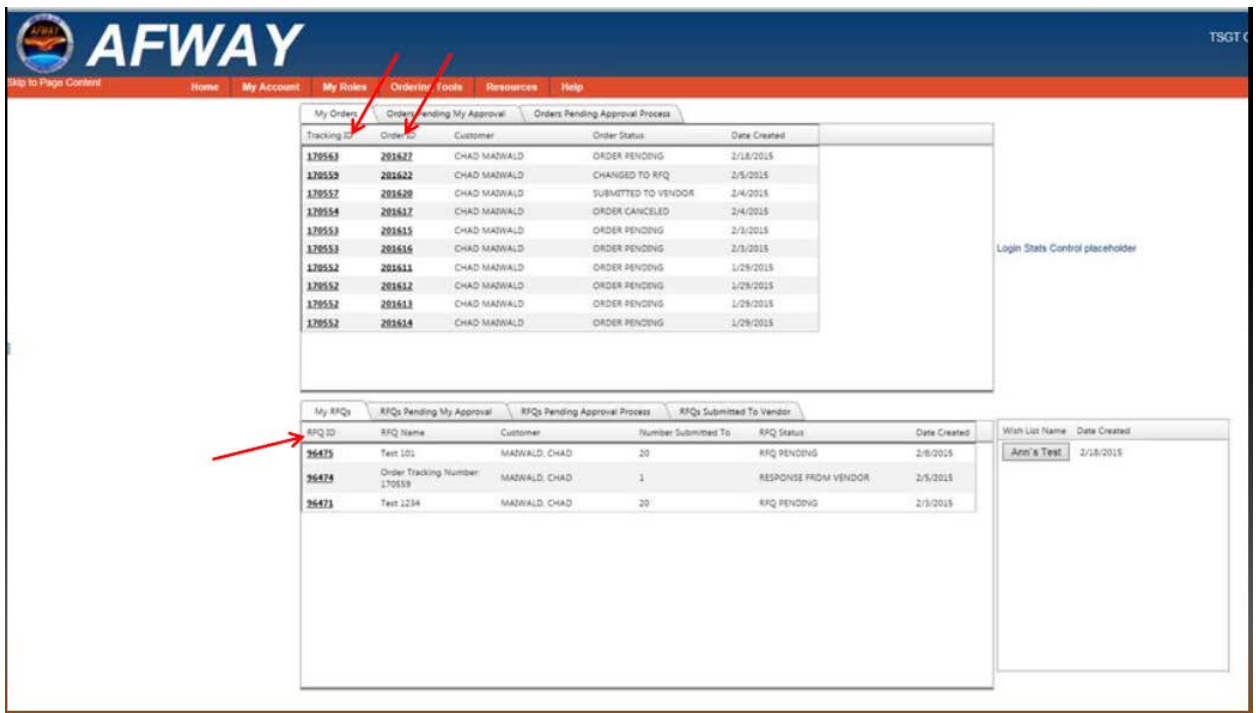 AFWAY
TSGT
Skip to Page Content
Home My Account My Roles Ordering Tools Resources Help
My Orders Orders Pending My Approval Orders Pending Approval Process
Tracking ID Order ID Customer Order Status Date Created
170563 201627 CHAD MAIWALD ORDER PENDING 2/18/2015
170559 201622 CHAD MAIWALD CHANGED TO RFQ 2/5/2015
170557 201620 CHAD MAIWALD SUBMITTED TO VENDOR 2/4/2015
170554 201617 CHAD MAIWALD ORDER CANCELED 2/4/2015
170553 201615 CHAD MAIWALD ORDER PENDING 2/3/2015
170553 201616 CHAD MAIWALD ORDER PENDING 2/3/2015
170552 201611 CHAD MAIWALD ORDER PENDING 1/29/2015
170552 201612 CHAD MAIWALD ORDER PENDING 1/29/2015
170552 201613 CHAD MAIWALD ORDER PENDING 1/29/2015
170552 201614 CHAD MAIWALD ORDER PENDING 1/29/2015
Login Stats Control placeholder
My RFQs RFQs Pending My Approval RFQs Pending Approval Process RFQs Submitted To Vendor
RFQ ID RFQ Name Customer Number Submitted To RFQ Status Date Created
96475 Test 101 MAIWALD, CHAD 20 RFQ PENDING 2/6/2015
96474 Order Tracking Number: 170559 MAIWALD, CHAD 1 RESPONSE FROM VENDOR 2/5/2015
96471 Test 1234 MAIWALD, CHAD 20 RFQ PENDING 2/3/2015
Wish List Name Date Created
Ann's Test 2/18/2015